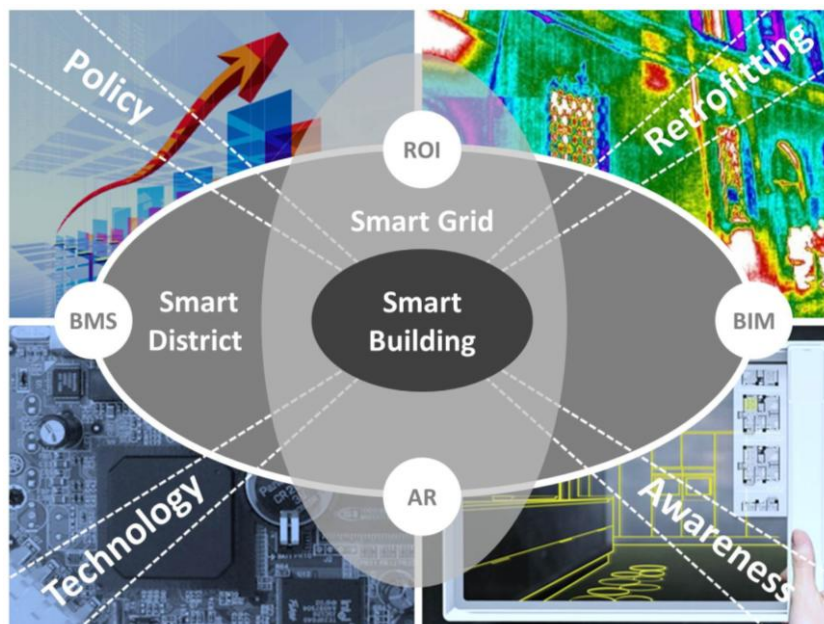 Policy
Retrofitting
ROI
Smart Grid
Smart
District
Smart
Building
BMS
BIM
AR
Technology
Awareness